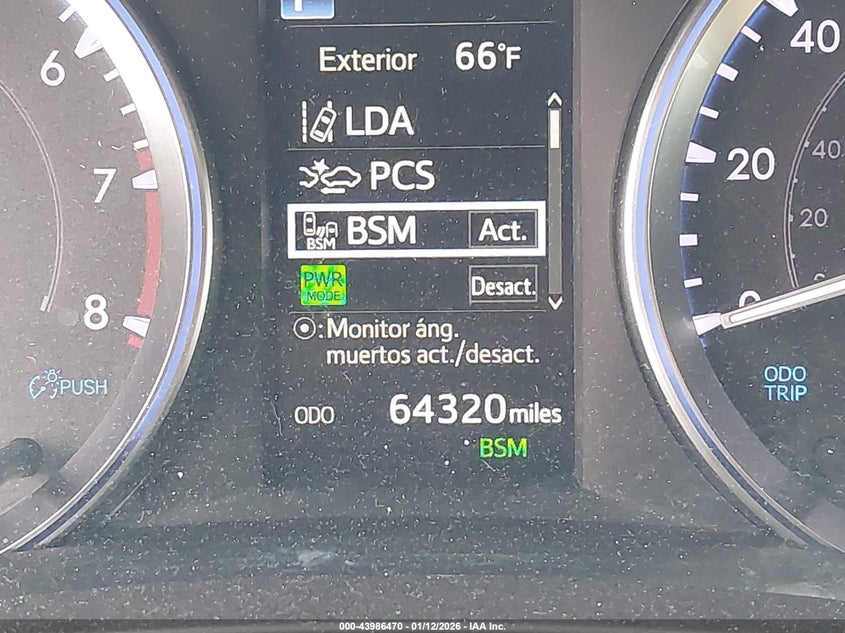 Exterior 66°F
LDA
PCS
BSM BSM Act.
PWR MODE Desact.
:Monitor áng.
muertos act./desact.
ODO 64320 miles
BSM
6
7
8
PUSH
40
20
0
40
20
ODO
TRIP
000-43986470 - 01/12/2026 - IAA Inc.